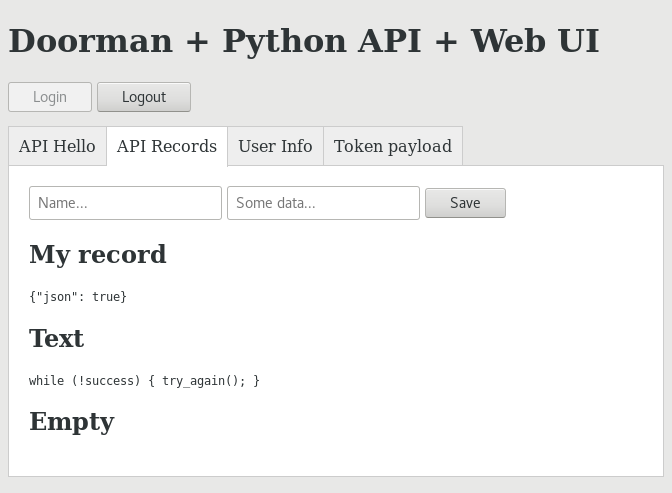 Doorman + Python API + Web UI
Login Logout
API Hello API Records User Info Token payload
Name... Some data... Save
My record
{"json": true}
Text
while (!success) { try_again(); }
Empty